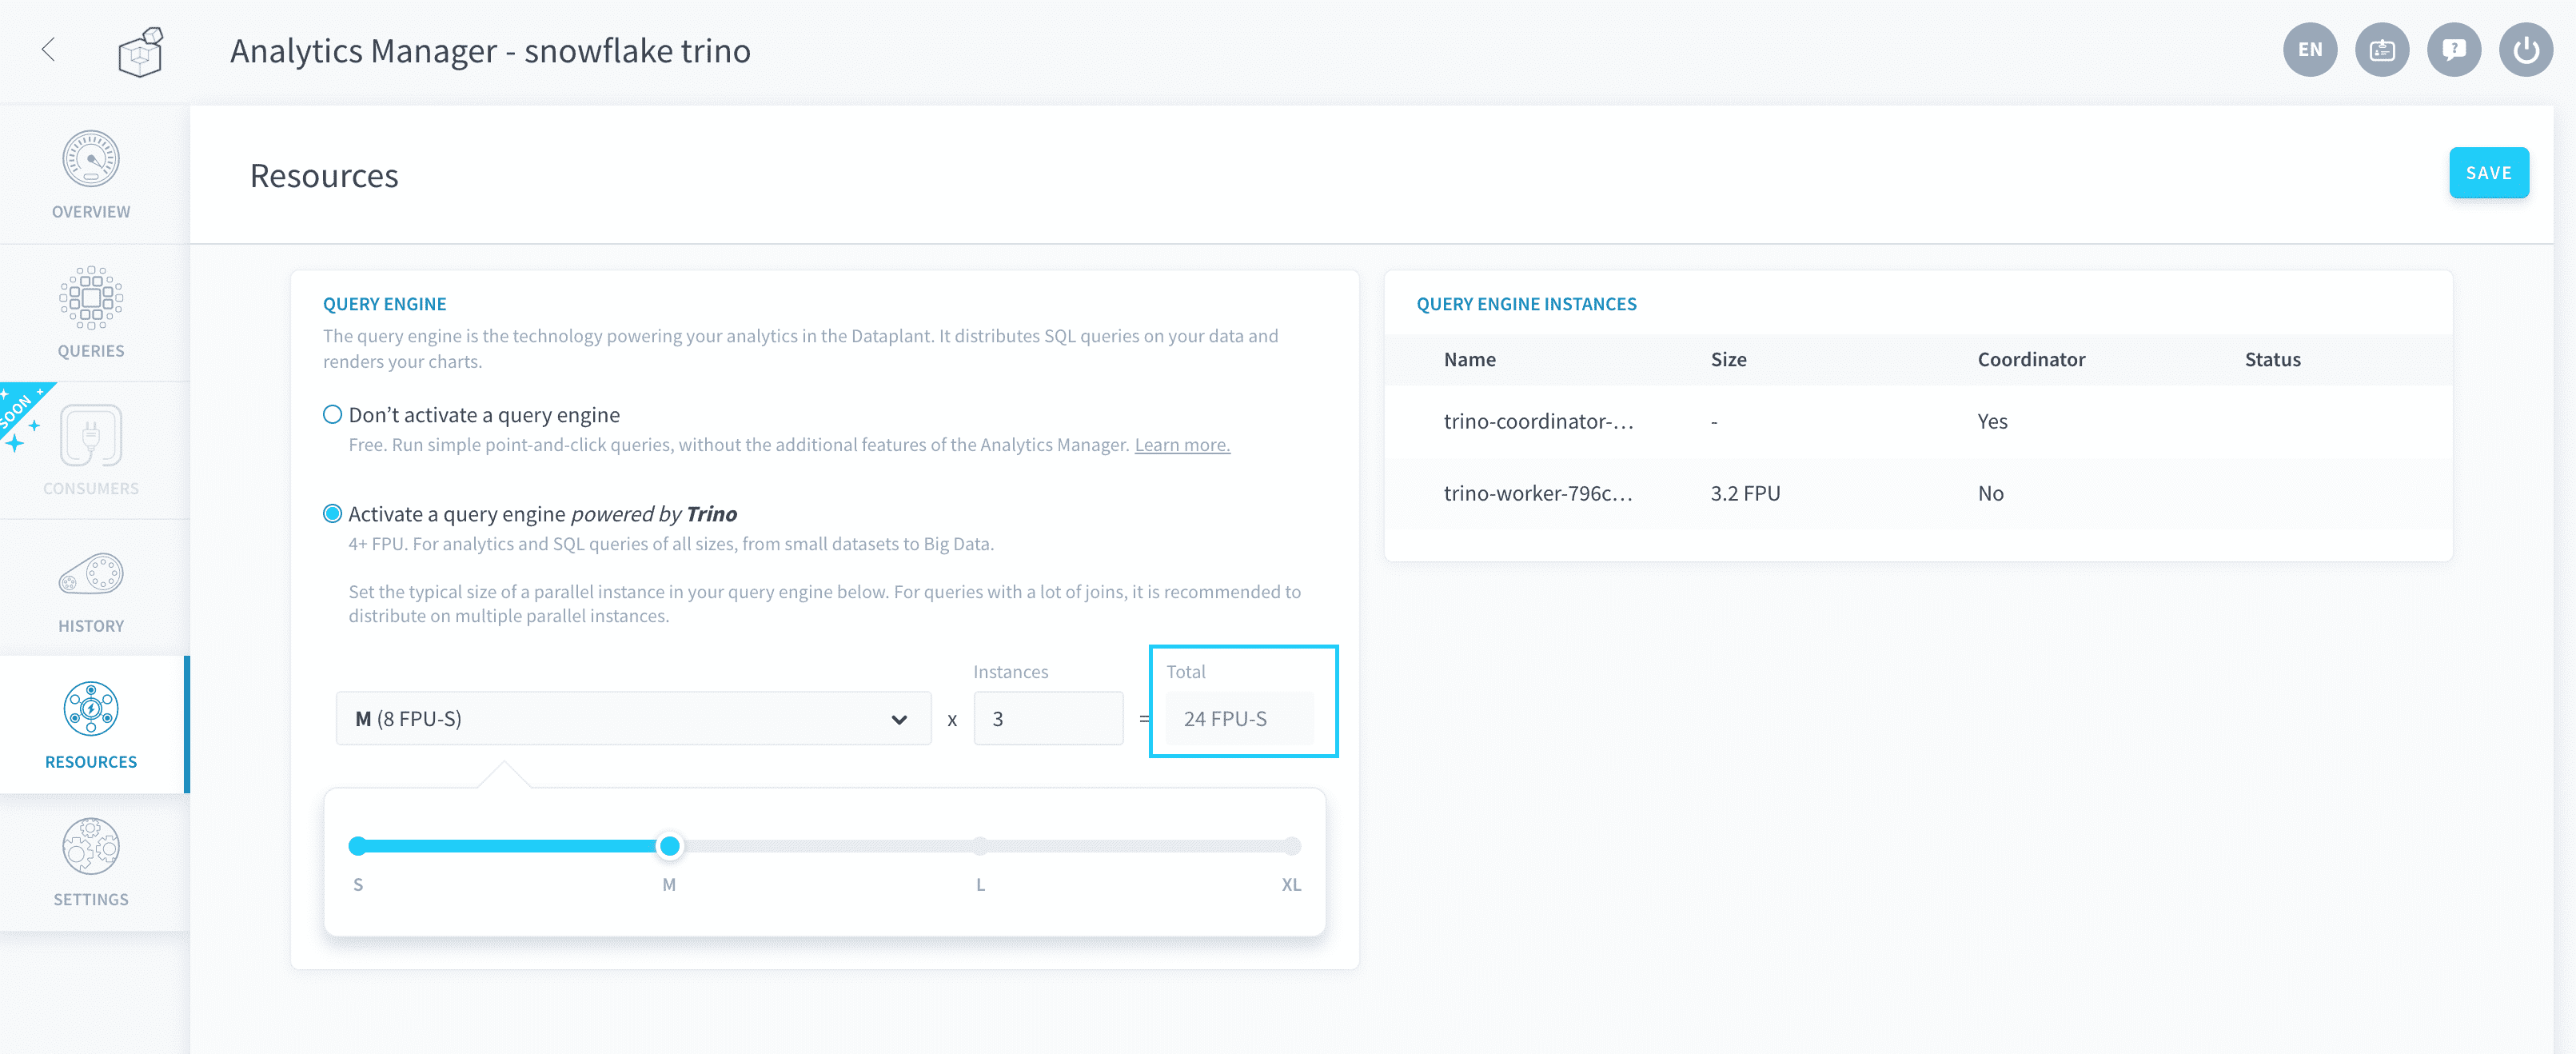 Analytics Manager - snowflake trino
EN
OVERVIEW
QUERIES
SOON
CONSUMERS
HISTORY
RESOURCES
SETTINGS
Resources
SAVE
QUERY ENGINE
The query engine is the technology powering your analytics in the Dataplant. It distributes SQL queries on your data and
renders your charts.
Don’t activate a query engine
Free. Run simple point-and-click queries, without the additional features of the Analytics Manager. Learn more.
Activate a query engine powered by Trino
4+ FPU. For analytics and SQL queries of all sizes, from small datasets to Big Data.
Set the typical size of a parallel instance in your query engine below. For queries with a lot of joins, it is recommended to
distribute on multiple parallel instances.
Instances Total
M (8 FPU-S) x 3 = 24 FPU-S
S M L XL
QUERY ENGINE INSTANCES
Name Size Coordinator Status
trino-coordinator-... - Yes
trino-worker-796c... 3.2 FPU No